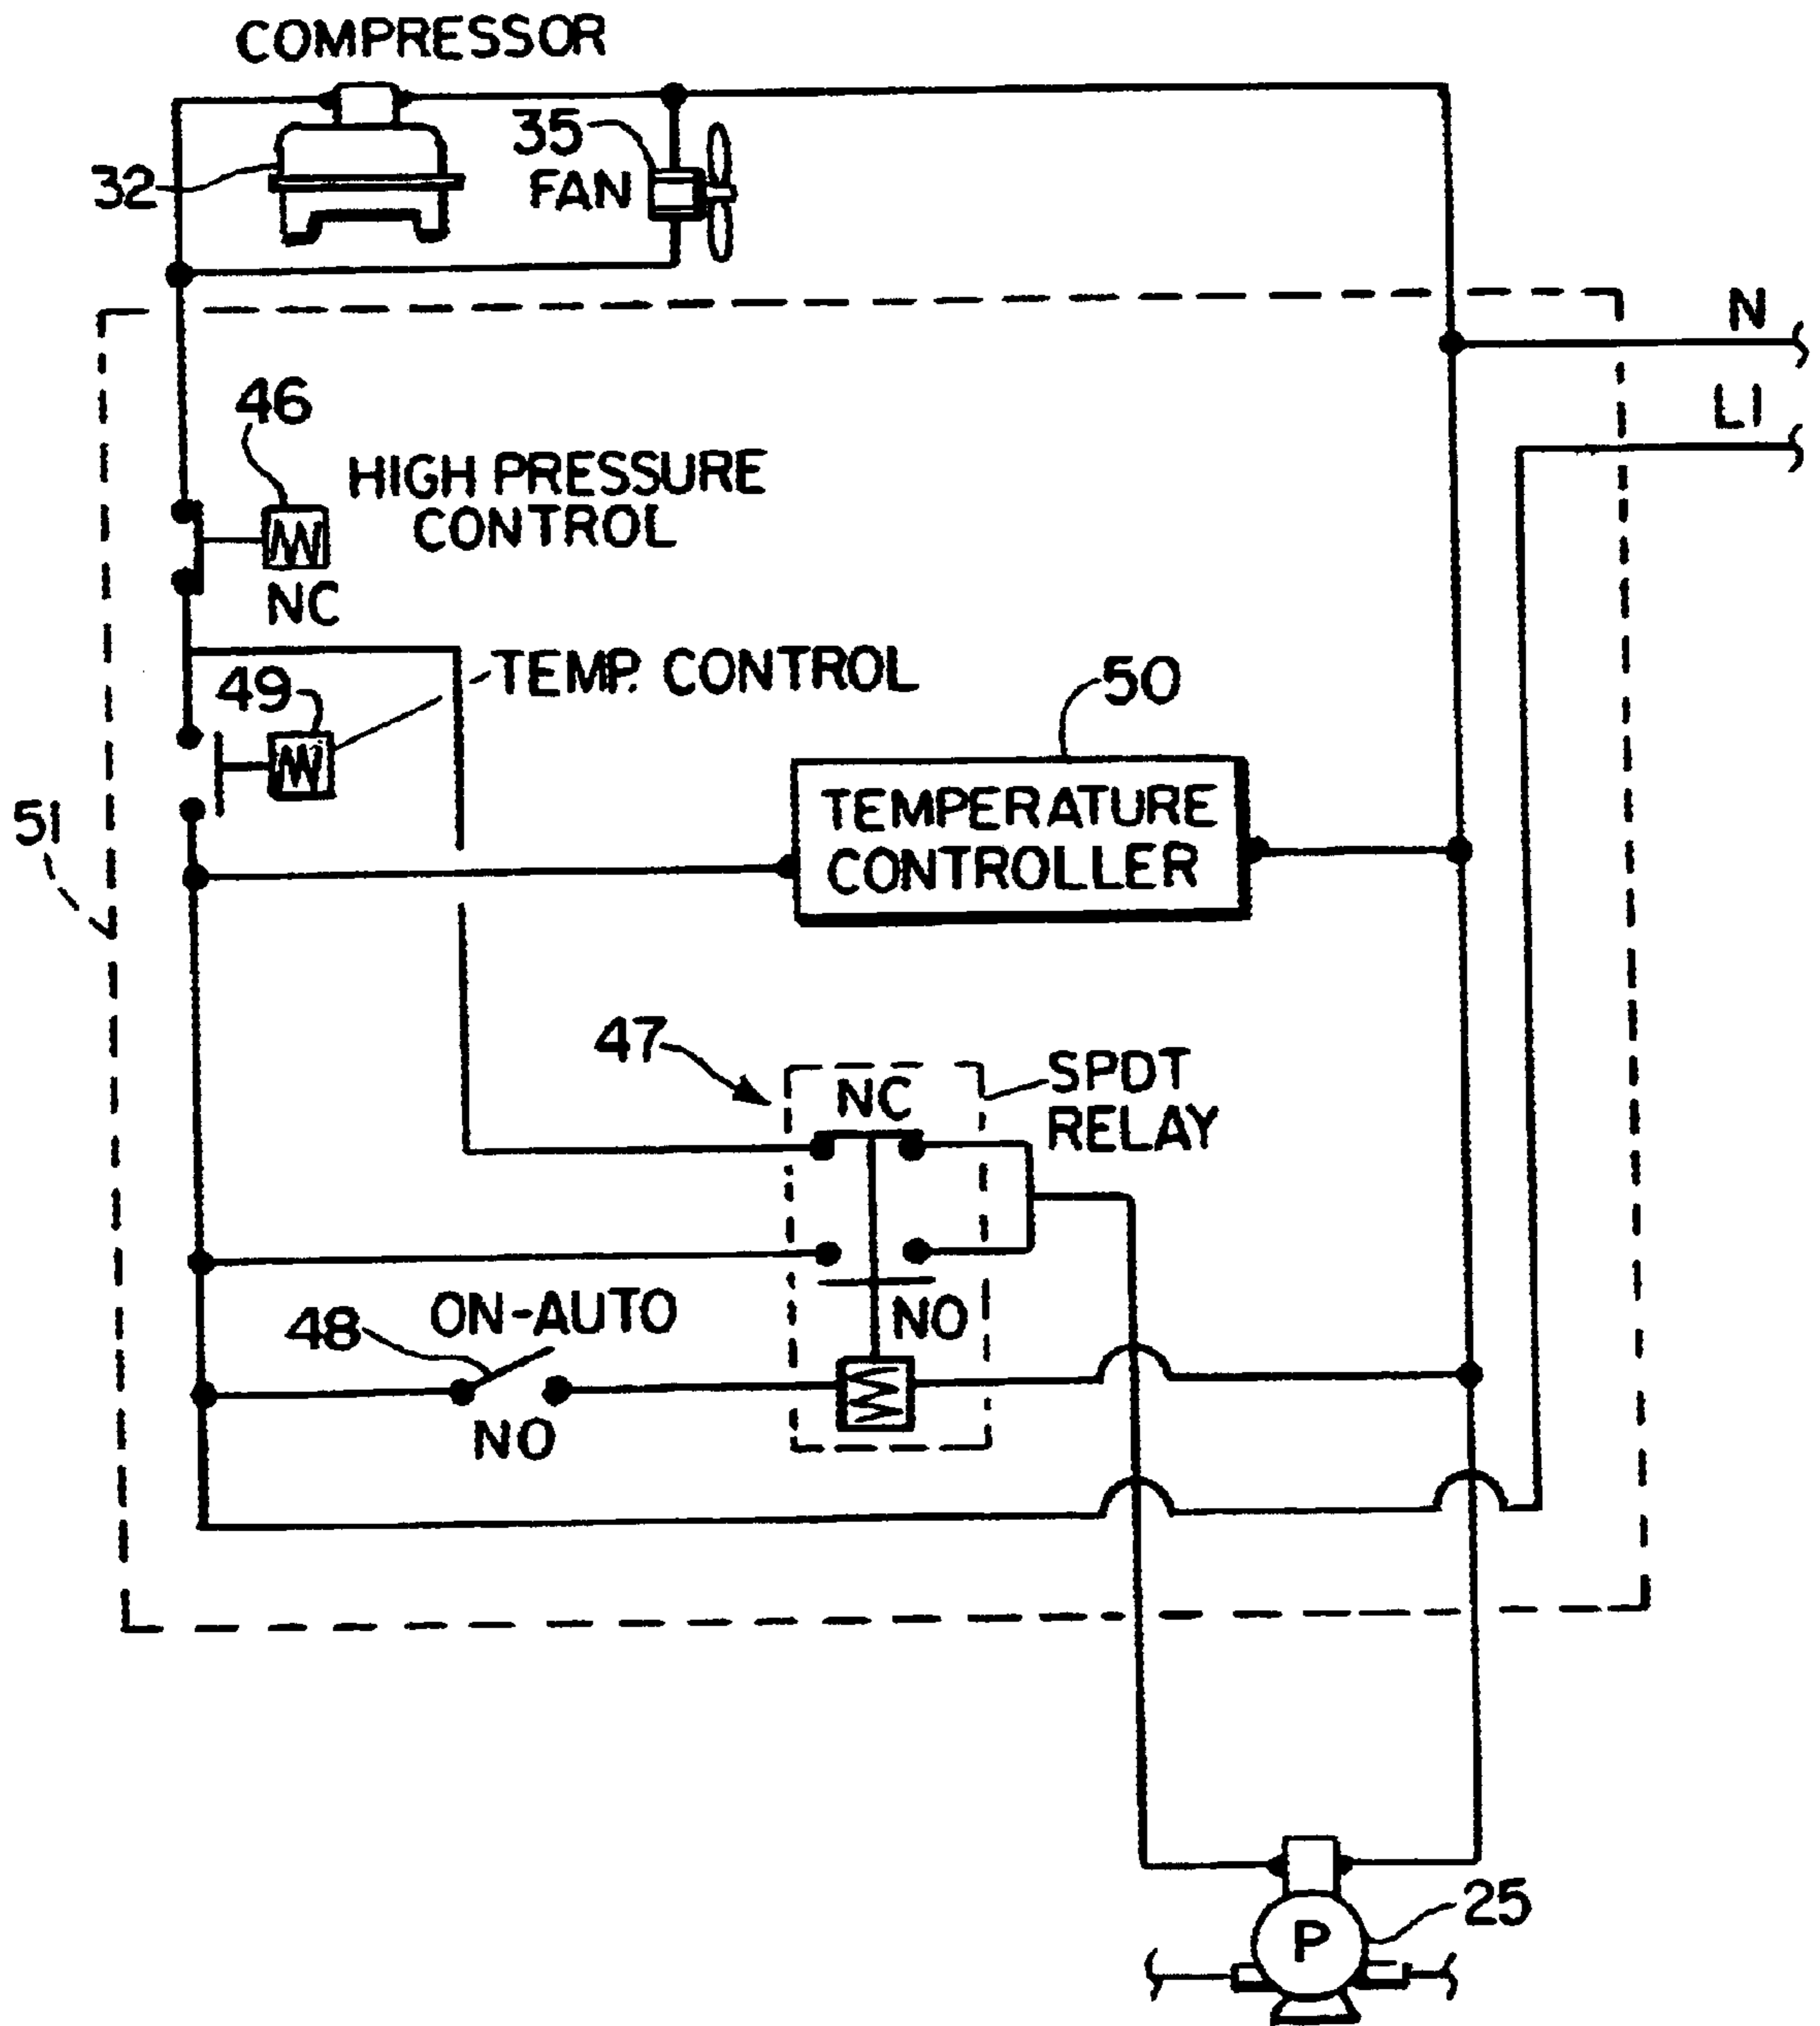 COMPRESSOR
35
FAN
32
N
L1
46
HIGH PRESSURE
CONTROL
NC
TEMP. CONTROL
49
50
TEMPERATURE
CONTROLLER
51
47
NC
SPDT
RELAY
ON-AUTO
48
NO
NO
25
P